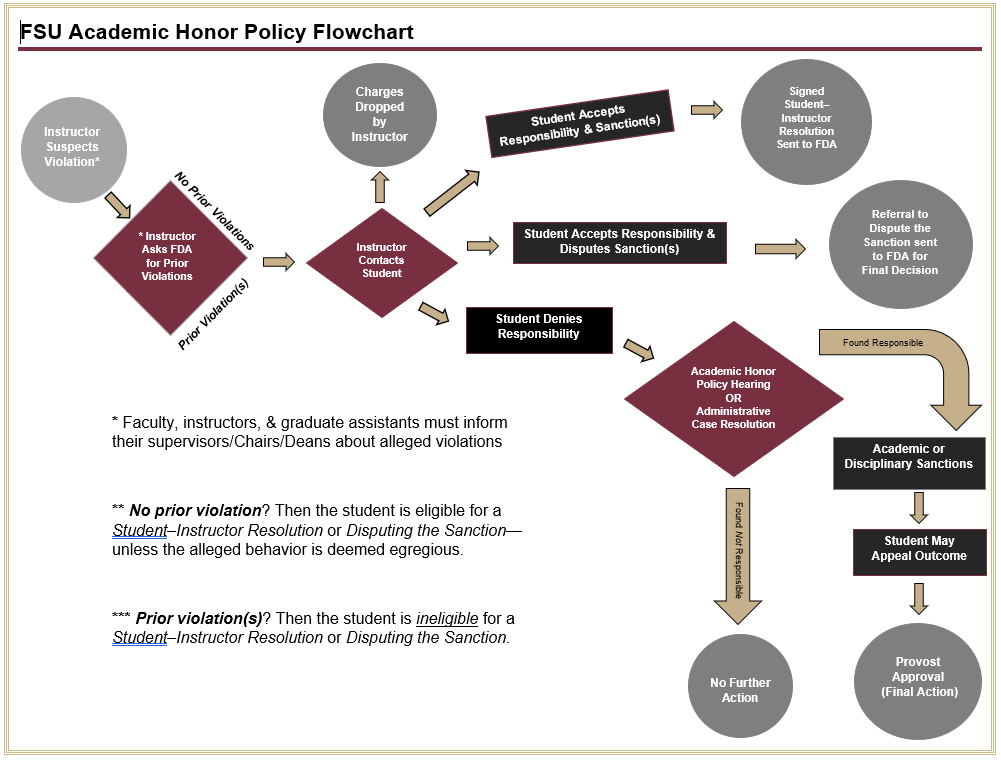 FSU Academic Honor Policy Flowchart
Instructor
Suspects
Violation*
No Prior Violations
* Instructor
Asks FDA
for Prior
Violations
Prior Violation(s)
Charges
Dropped
by
Instructor
Instructor
Contacts
Student
Student Accepts
Responsibility & Sanction(s)
Signed
Student–
Instructor
Resolution
Sent to FDA
Student Accepts Responsibility &
Disputes Sanction(s)
Referral to
Dispute the
Sanction sent
to FDA for
Final Decision
Student Denies
Responsibility
Academic Honor
Policy Hearing
OR
Administrative
Case Resolution
Found Responsible
Academic or
Disciplinary Sanctions
Student May
Appeal Outcome
Provost
Approval
(Final Action)
Found Not Responsible
No Further
Action
* Faculty, instructors, & graduate assistants must inform
their supervisors/Chairs/Deans about alleged violations
** No prior violation? Then the student is eligible for a
Student–Instructor Resolution or Disputing the Sanction—
unless the alleged behavior is deemed egregious.
*** Prior violation(s)? Then the student is ineligible for a
Student–Instructor Resolution or Disputing the Sanction.